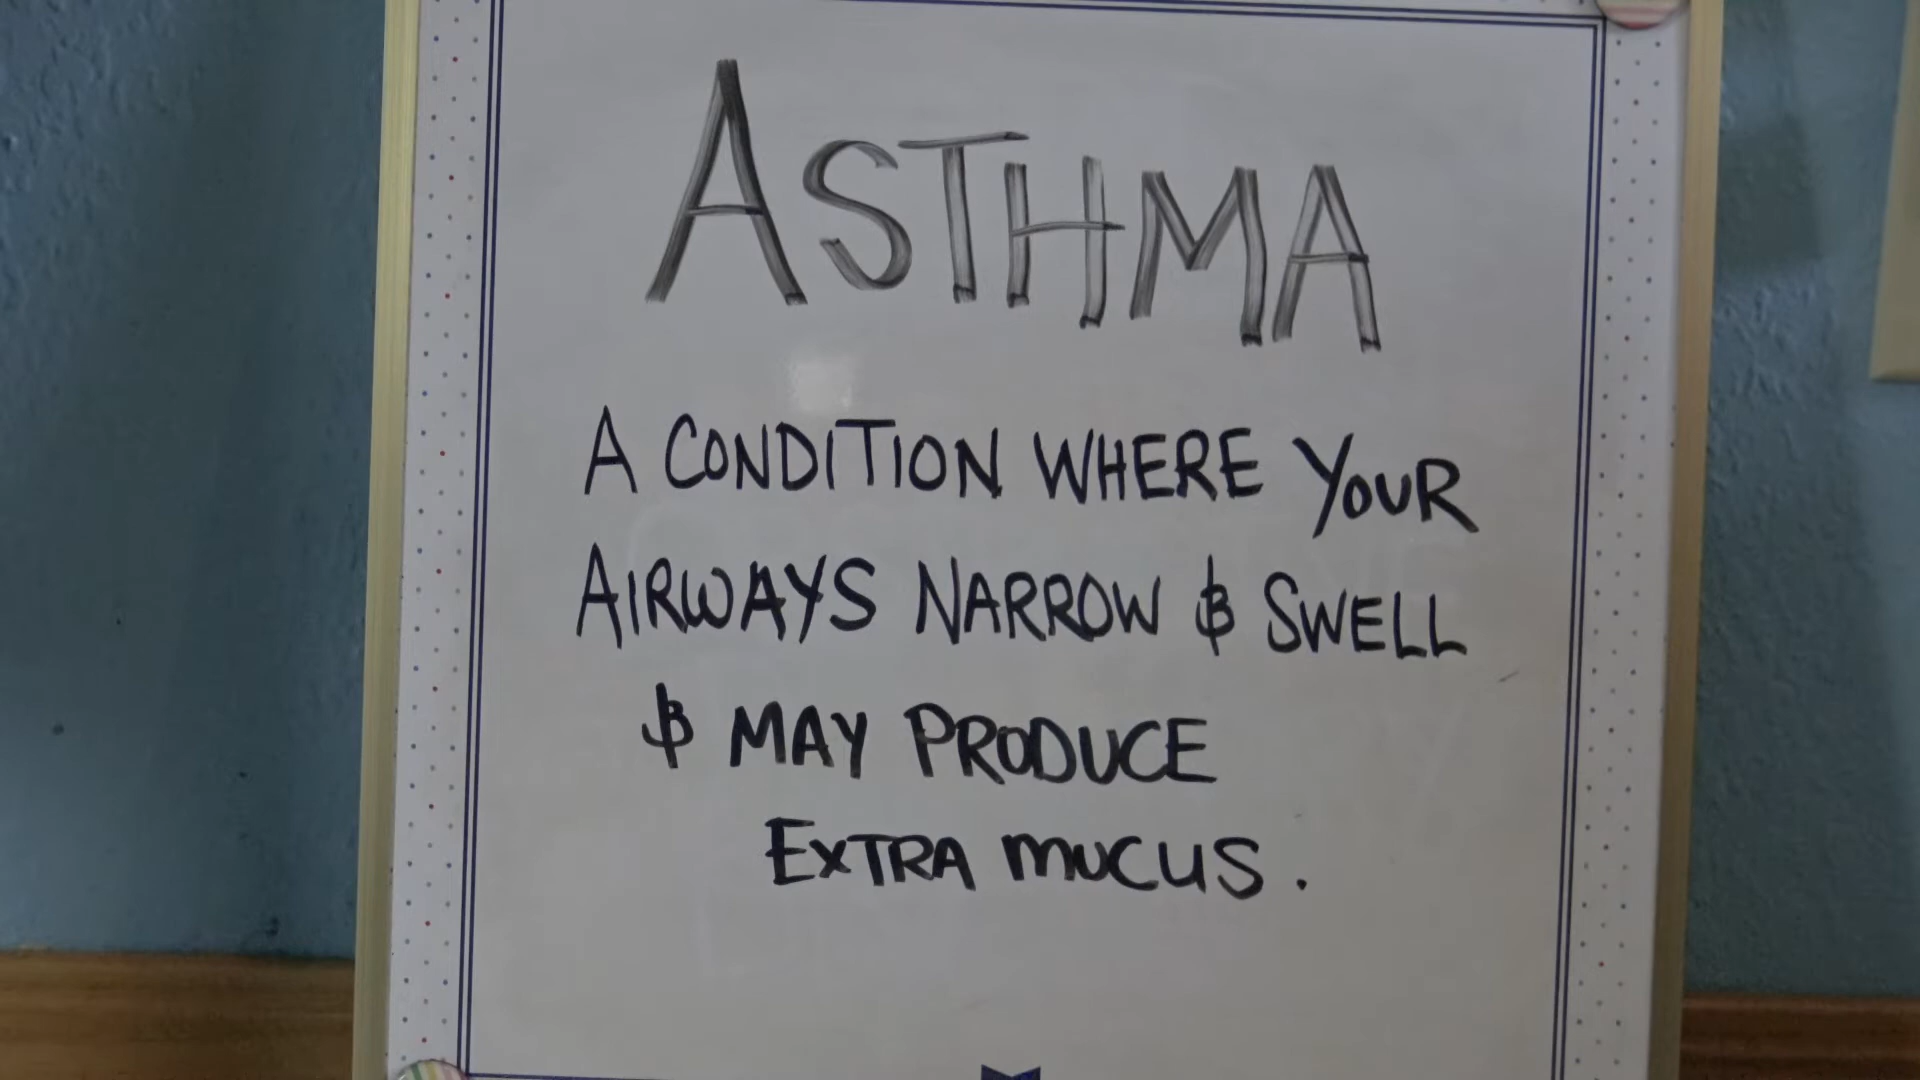 ASTHMA
A CONDITION WHERE YOUR
AIRWAYS NARROW & SWELL
& MAY PRODUCE
EXTRA MUCUS.